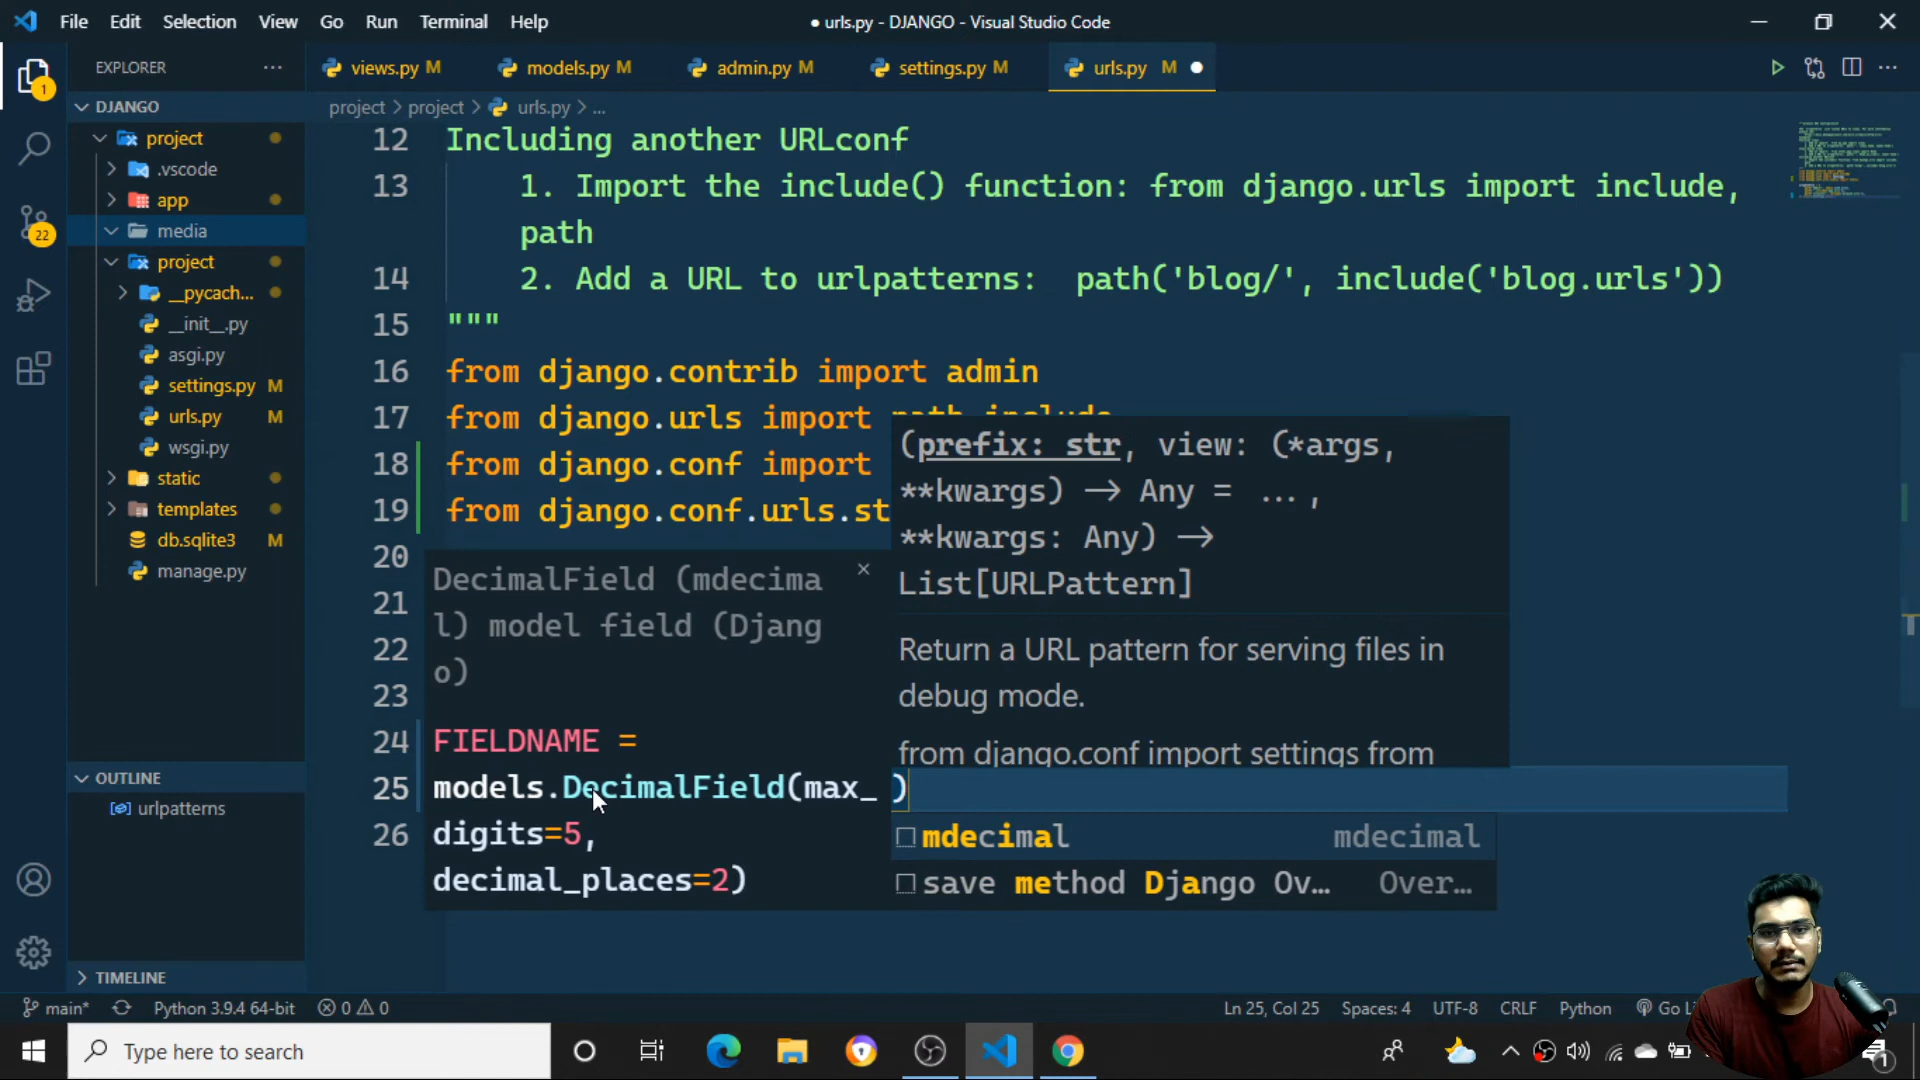 File Edit Selection View Go Run Terminal Help
● urls.py - DJANGO - Visual Studio Code
EXPLORER
views.py M
models.py M
admin.py M
settings.py M
urls.py M
DJANGO
project
.vscode
app
media
project
__pycach...
__init__.py
asgi.py
settings.py M
urls.py M
wsgi.py
static
templates
db.sqlite3 M
manage.py
OUTLINE
urlpatterns
TIMELINE
1
22
project > project > urls.py > ...
12 Including another URLconf
13 1. Import the include() function: from django.urls import include,
path
14 2. Add a URL to urlpatterns: path('blog/', include('blog.urls'))
15 """
16 from django.contrib import admin
17 from django.urls import path,include
18 from django.conf import
19 from django.conf.urls.st
20
21
22
23
24
25 )
26
(prefix: str, view: (*args,
**kwargs) → Any = ...,
**kwargs: Any) →
List[URLPattern]
Return a URL pattern for serving files in
debug mode.
from django.conf import settings from
DecimalField (mdecima
l) model field (Djang
o)
FIELDNAME =
models.DecimalField(max_
digits=5,
decimal_places=2)
mdecimal mdecimal
save method Django Ov... Over...
main* Python 3.9.4 64-bit 0 0
Ln 25, Col 25 Spaces: 4 UTF-8 CRLF Python Go Li
Type here to search
1